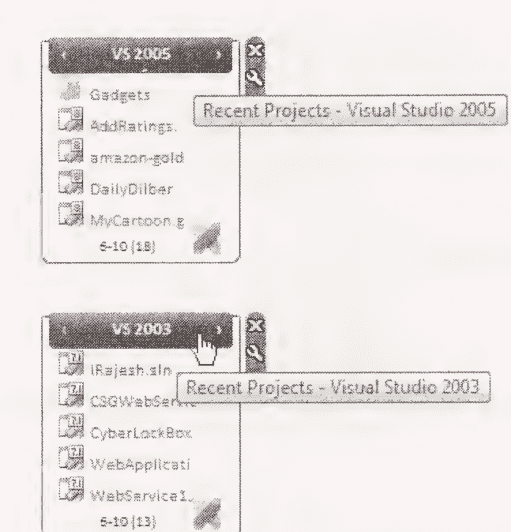 VS 2005
Gadgets
Recent Projects - Visual Studio 2005
AddRatings.
amazon-gold
DailyDilber
MyCartoon.g
6-10 (18)
VS 2003
iRajesh.sln
Recent Projects - Visual Studio 2003
CSGWebServic
CyberLockBox
WebApplicati
WebService1.
6-10 (13)